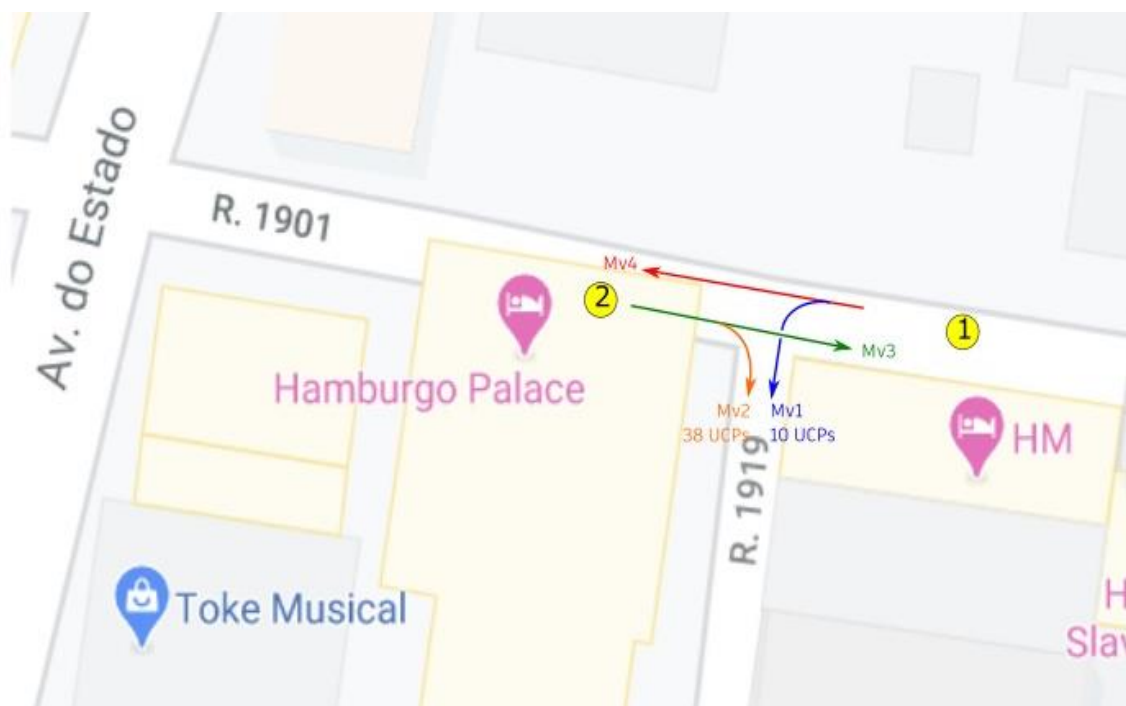 Av. do Estado
R. 1901
Mv4
2
1
Mv3
Hamburgo Palace
Mv2
38 UCPs
Mv1
10 UCPs
HM
R. 1919
Toke Musical
H
Slav